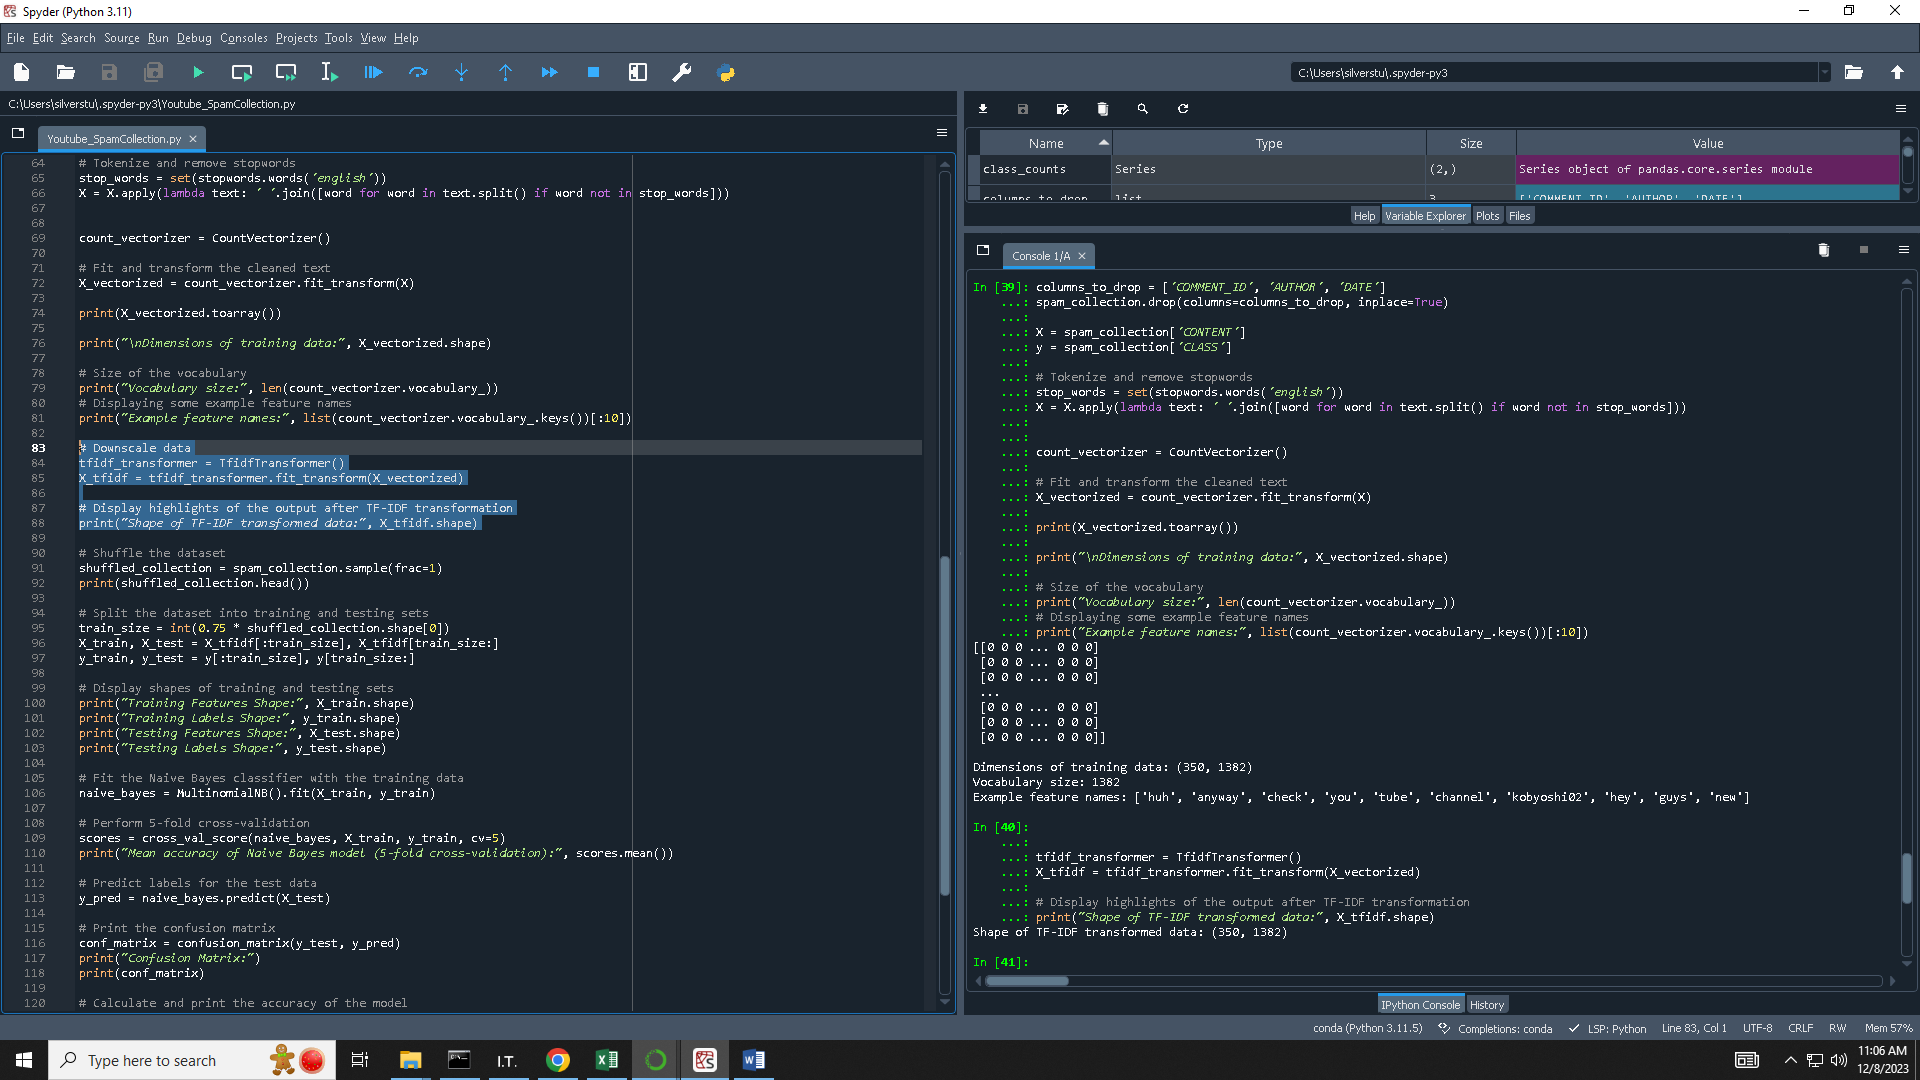 Spyder (Python 3.11)
File Edit Search Source Run Debug Consoles Projects Tools View Help
C:\Users\silverstu\.spyder-py3
C:\Users\silverstu\.spyder-py3\Youtube_SpamCollection.py
Youtube_SpamCollection.py
64 # Tokenize and remove stopwords
65 stop_words = set(stopwords.words('english'))
66 X = X.apply(lambda text: ' '.join([word for word in text.split() if word not in stop_words]))
67
68
69 count_vectorizer = CountVectorizer()
70
71 # Fit and transform the cleaned text
72 X_vectorized = count_vectorizer.fit_transform(X)
73
74 print(X_vectorized.toarray())
75
76 print("\nDimensions of training data:", X_vectorized.shape)
77
78 # Size of the vocabulary
79 print("Vocabulary size:", len(count_vectorizer.vocabulary_))
80 # Displaying some example feature names
81 print("Example feature names:", list(count_vectorizer.vocabulary_.keys())[:10])
82
83 # Downscale data
84 tfidf_transformer = TfidfTransformer()
85 X_tfidf = tfidf_transformer.fit_transform(X_vectorized)
86
87 # Display highlights of the output after TF-IDF transformation
88 print("Shape of TF-IDF transformed data:", X_tfidf.shape)
89
90 # Shuffle the dataset
91 shuffled_collection = spam_collection.sample(frac=1)
92 print(shuffled_collection.head())
93
94 # Split the dataset into training and testing sets
95 train_size = int(0.75 * shuffled_collection.shape[0])
96 X_train, X_test = X_tfidf[:train_size], X_tfidf[train_size:]
97 y_train, y_test = y[:train_size], y[train_size:]
98
99 # Display shapes of training and testing sets
100 print("Training Features Shape:", X_train.shape)
101 print("Training Labels Shape:", y_train.shape)
102 print("Testing Features Shape:", X_test.shape)
103 print("Testing Labels Shape:", y_test.shape)
104
105 # Fit the Naive Bayes classifier with the training data
106 naive_bayes = MultinomialNB().fit(X_train, y_train)
107
108 # Perform 5-fold cross-validation
109 scores = cross_val_score(naive_bayes, X_train, y_train, cv=5)
110 print("Mean accuracy of Naive Bayes model (5-fold cross-validation):", scores.mean())
111
112 # Predict labels for the test data
113 y_pred = naive_bayes.predict(X_test)
114
115 # Print the confusion matrix
116 conf_matrix = confusion_matrix(y_test, y_pred)
117 print("Confusion Matrix:")
118 print(conf_matrix)
119
120 # Calculate and print the accuracy of the model
Name Type Size Value
class_counts Series (2,) Series object of pandas.core.series module
columns_to_drop list 3 ['COMMENT_ID', 'AUTHOR', 'DATE']
Help Variable Explorer Plots Files
Console 1/A
In [39]: columns_to_drop = ['COMMENT_ID', 'AUTHOR', 'DATE']
...: spam_collection.drop(columns=columns_to_drop, inplace=True)
...:
...: X = spam_collection['CONTENT']
...: y = spam_collection['CLASS']
...:
...: # Tokenize and remove stopwords
...: stop_words = set(stopwords.words('english'))
...: X = X.apply(lambda text: ' '.join([word for word in text.split() if word not in stop_words]))
...:
...:
...: count_vectorizer = CountVectorizer()
...:
...: # Fit and transform the cleaned text
...: X_vectorized = count_vectorizer.fit_transform(X)
...:
...: print(X_vectorized.toarray())
...:
...: print("\nDimensions of training data:", X_vectorized.shape)
...:
...: # Size of the vocabulary
...: print("Vocabulary size:", len(count_vectorizer.vocabulary_))
...: # Displaying some example feature names
...: print("Example feature names:", list(count_vectorizer.vocabulary_.keys())[:10])
[[0 0 0 ... 0 0 0]
[0 0 0 ... 0 0 0]
[0 0 0 ... 0 0 0]
...
[0 0 0 ... 0 0 0]
[0 0 0 ... 0 0 0]
[0 0 0 ... 0 0 0]]
Dimensions of training data: (350, 1382)
Vocabulary size: 1382
Example feature names: ['huh', 'anyway', 'check', 'you', 'tube', 'channel', 'kobyoshi02', 'hey', 'guys', 'new']
In [40]:
...:
...: tfidf_transformer = TfidfTransformer()
...: X_tfidf = tfidf_transformer.fit_transform(X_vectorized)
...:
...: # Display highlights of the output after TF-IDF transformation
...: print("Shape of TF-IDF transformed data:", X_tfidf.shape)
Shape of TF-IDF transformed data: (350, 1382)
In [41]:
IPython Console History
conda (Python 3.11.5) Completions: conda LSP: Python Line 83, Col 1 UTF-8 CRLF RW Mem 57%
Type here to search
I.T.
11:06 AM
12/8/2023